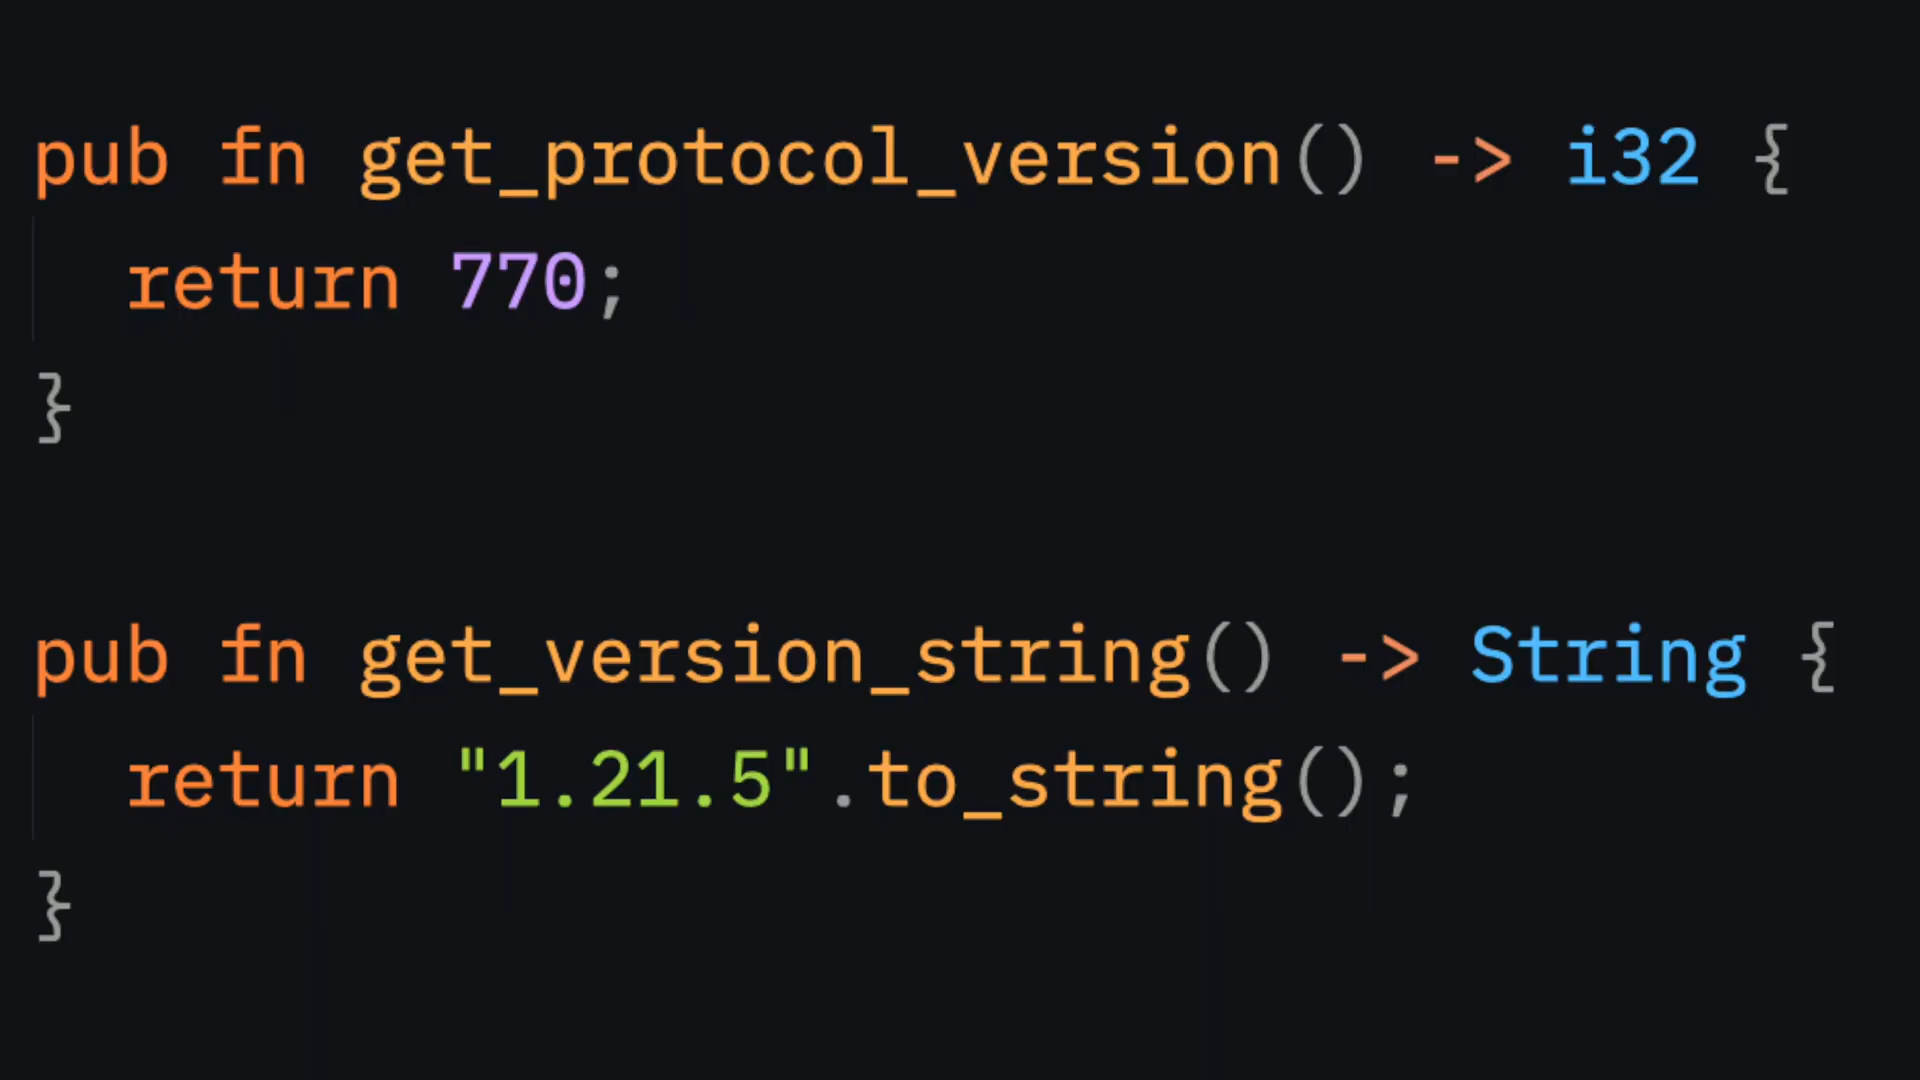 pub fn get_protocol_version() -> i32 {
  return 770;
}
pub fn get_version_string() -> String {
  return "1.21.5".to_string();
}